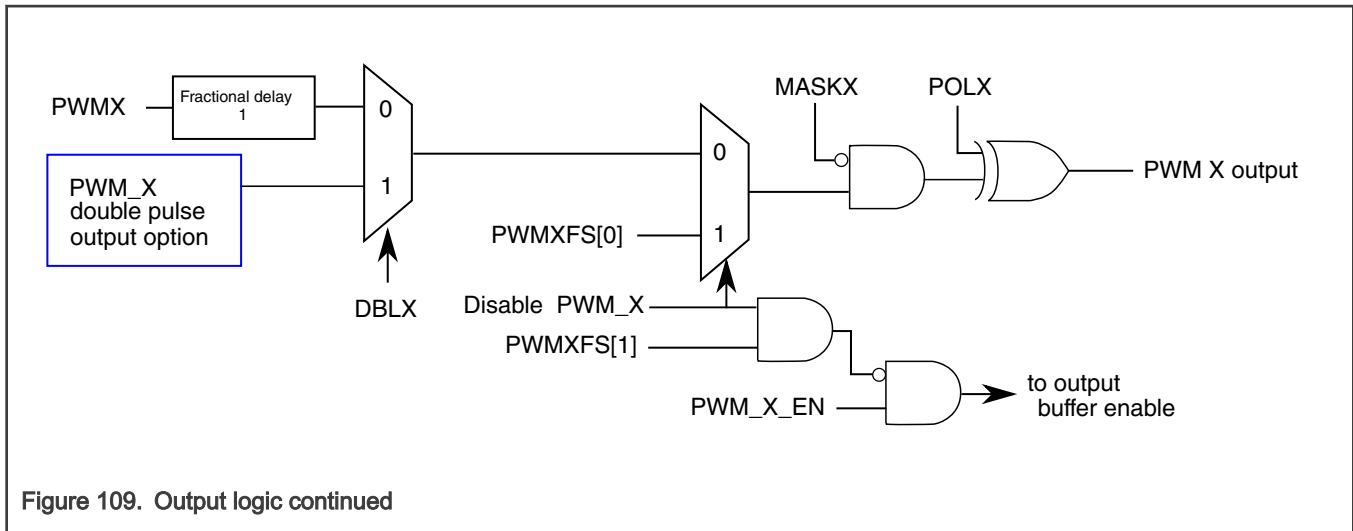 MASKX
POLX
PWMX
Fractional delay
1
0
1
PWM_X
double pulse
output option
DBLX
0
1
PWMXFS[0]
PWM X output
Disable PWM_X
PWMXFS[1]
PWM_X_EN
to output
buffer enable
Figure 109. Output logic continued